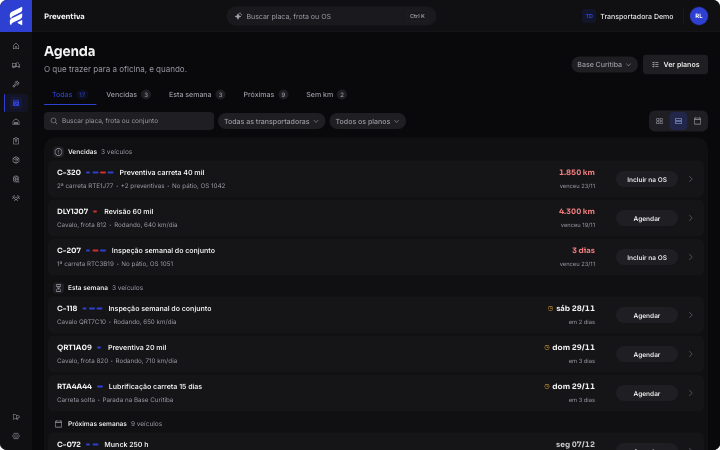 Preventiva
Buscar placa, frota ou OS
Ctrl K
TD
Transportadora Demo
RL
Agenda
O que trazer para a oficina, e quando.
Base Curitiba
Ver planos
Todas 17
Vencidas 3
Esta semana 3
Próximas 9
Sem km 2
Buscar placa, frota ou conjunto
Todas as transportadoras
Todos os planos
Vencidas 3 veículos
C-320 Preventiva carreta 40 mil
2ª carreta RTE1J77 · +2 preventivas · No pátio, OS 1042
1.850 km
venceu 23/11
Incluir na OS
DLY1J07 Revisão 60 mil
Cavalo, frota 812 · Rodando, 640 km/dia
4.300 km
venceu 19/11
Agendar
C-207 Inspeção semanal do conjunto
1ª carreta RTC3B19 · No pátio, OS 1051
3 dias
venceu 23/11
Incluir na OS
Esta semana 3 veículos
C-118 Inspeção semanal do conjunto
Cavalo QRT7C10 · Rodando, 650 km/dia
sáb 28/11
em 2 dias
Agendar
QRT1A09 Preventiva 20 mil
Cavalo, frota 820 · Rodando, 710 km/dia
dom 29/11
em 3 dias
Agendar
RTA4A44 Lubrificação carreta 15 dias
Carreta solta · Parada na Base Curitiba
dom 29/11
em 3 dias
Agendar
Próximas semanas 9 veículos
C-072 Munck 250 h
seg 07/12